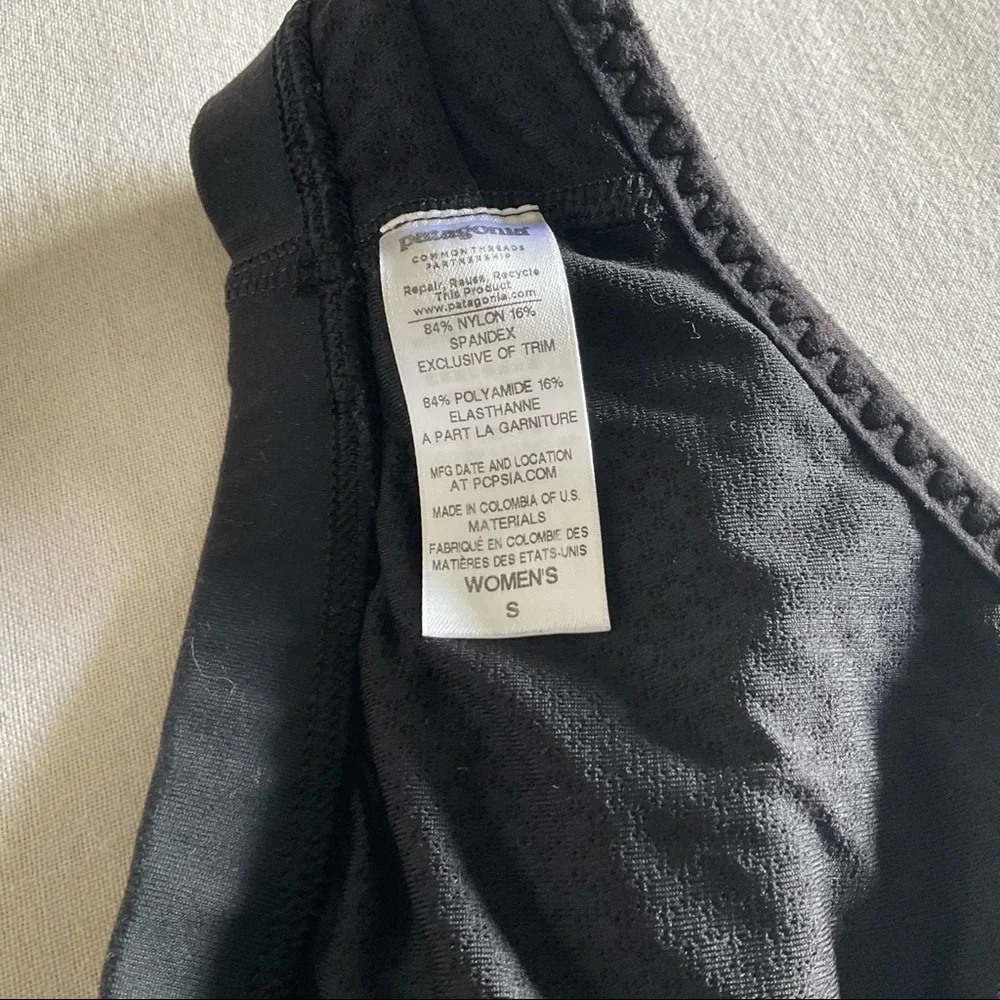 patagonia
COMMON THREADS
PARTNERSHIP
Repair, Reuse, Recycle
This Product
www.patagonia.com
84% NYLON 16%
SPANDEX
EXCLUSIVE OF TRIM
84% POLYAMIDE 16%
ELASTHANNE
A PART LA GARNITURE
MFG DATE AND LOCATION
AT PCPSIA.COM
MADE IN COLOMBIA OF U.S.
MATERIALS
FABRIQUÉ EN COLOMBIE DES
MATIÈRES DES ETATS-UNIS
WOMEN'S
S